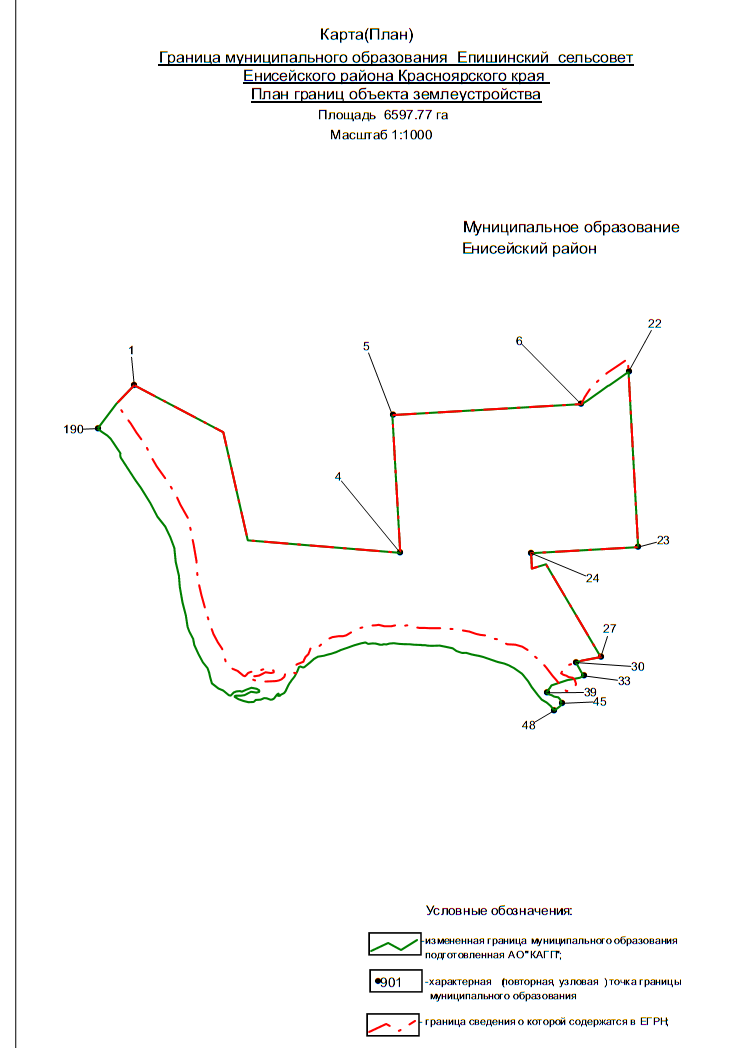 Карта(План)
Граница муниципального образования Епишинский сельсовет
Енисейского района Красноярского края
План границ объекта землеустройства
Площадь 6597.77 га
Масштаб 1:1000
Муниципальное образование
Енисейский район
22
6
5
1
190
4
23
24
27
30
33
39
45
48
Условные обозначения:
-измененная граница муниципального образования
подготовленная АО"КАГП";
901
-характерная (повторная, узловая ) точка границы
муниципального образования
- граница сведения о которой содержатся в ЕГРН;